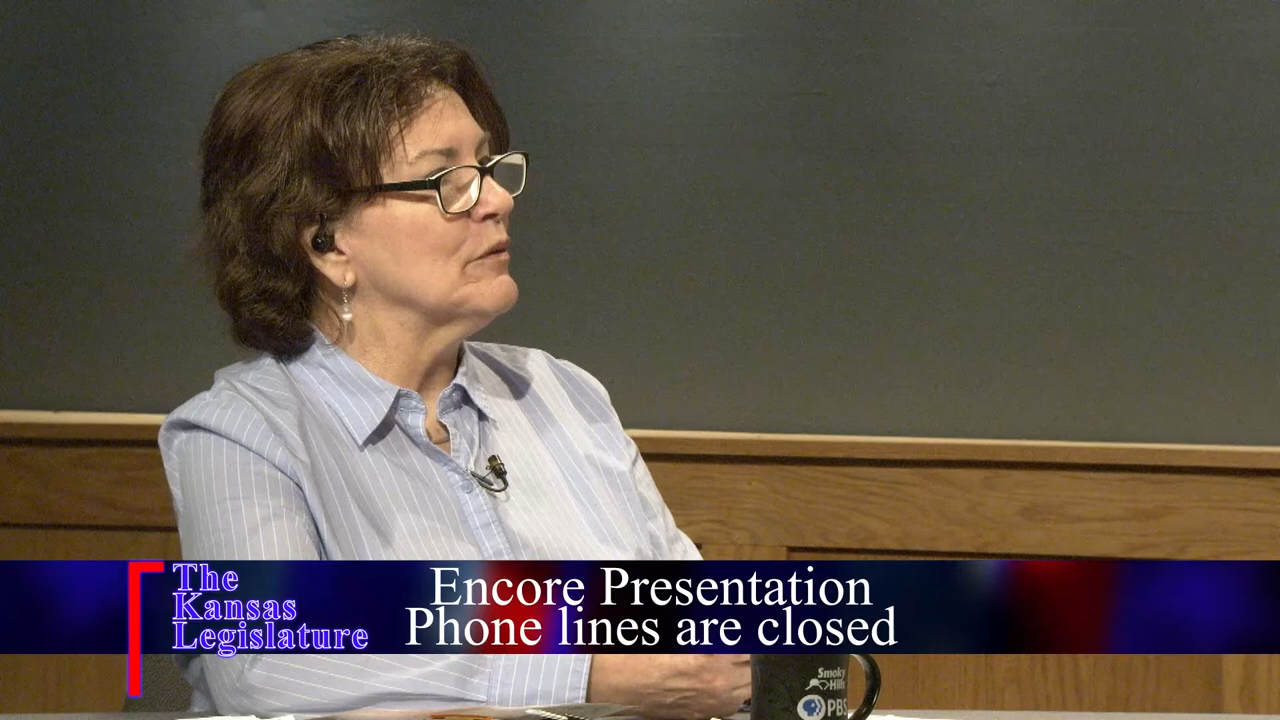 The
Kansas
Legislature
Encore Presentation
Phone lines are closed
Smoky
Hills
PBS